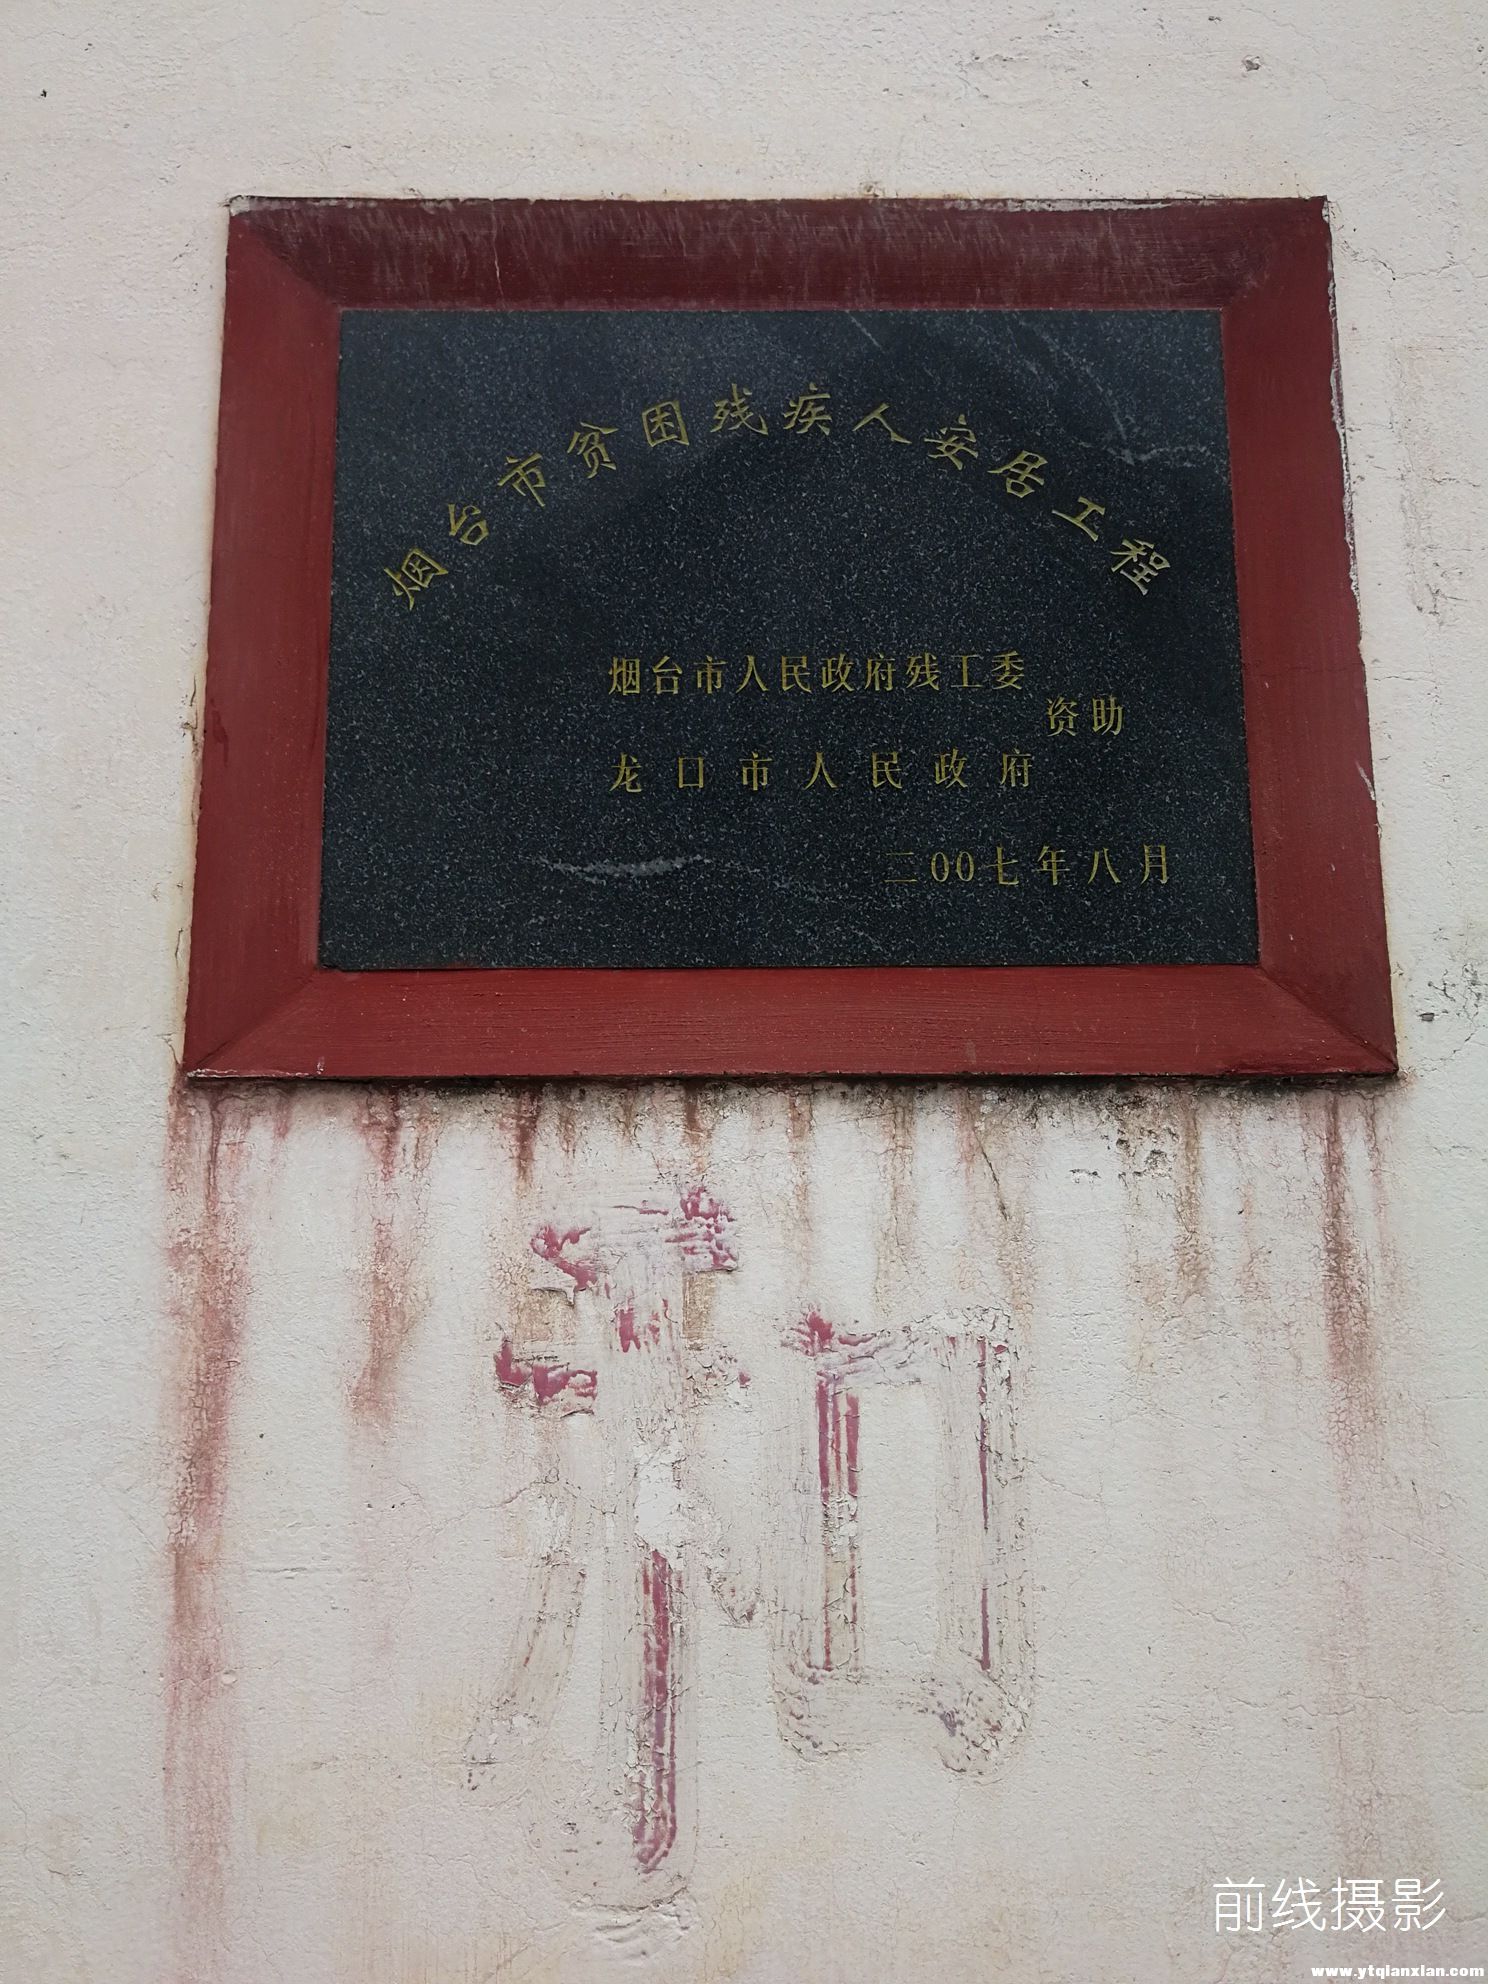 烟台市贫困残疾人安居工程
烟台市人民政府残工委
资助
龙口市人民政府
二00七年八月
和
前线摄影
www.ytqianxian.com